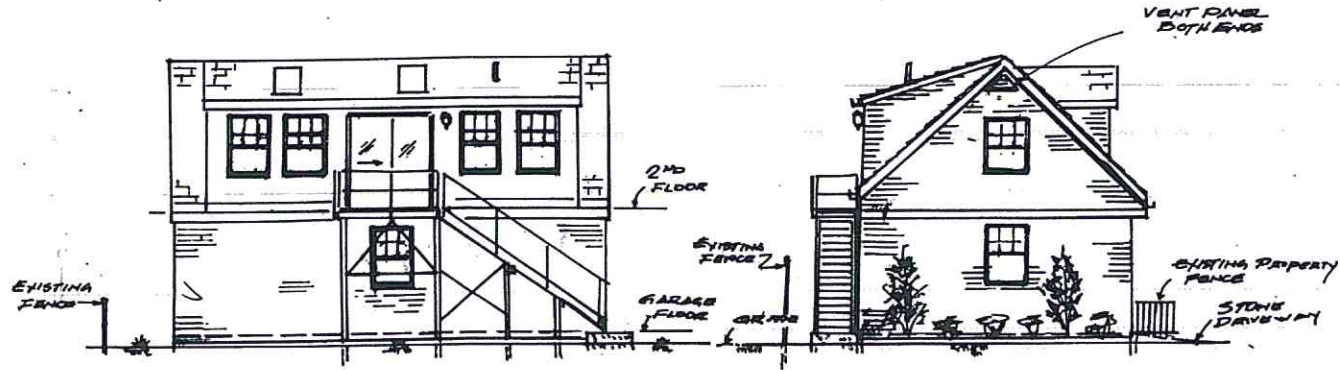 VENT PANEL
BOTH ENDS
2ND
FLOOR
EXISTING
FENCE
GARAGE
FLOOR
EXISTING
FENCE
GRADE
EXISTING PROPERTY
FENCE
STONE
DRIVEWAY